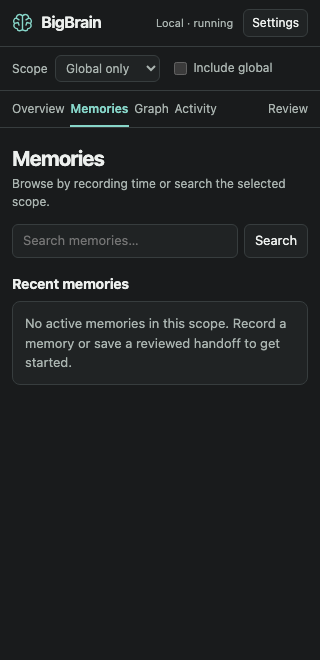 BigBrain
Local · running
Settings
Scope
Global only
Include global
Overview
Memories
Graph
Activity
Review
Memories
Browse by recording time or search the selected
scope.
Search memories...
Search
Recent memories
No active memories in this scope. Record a
memory or save a reviewed handoff to get
started.